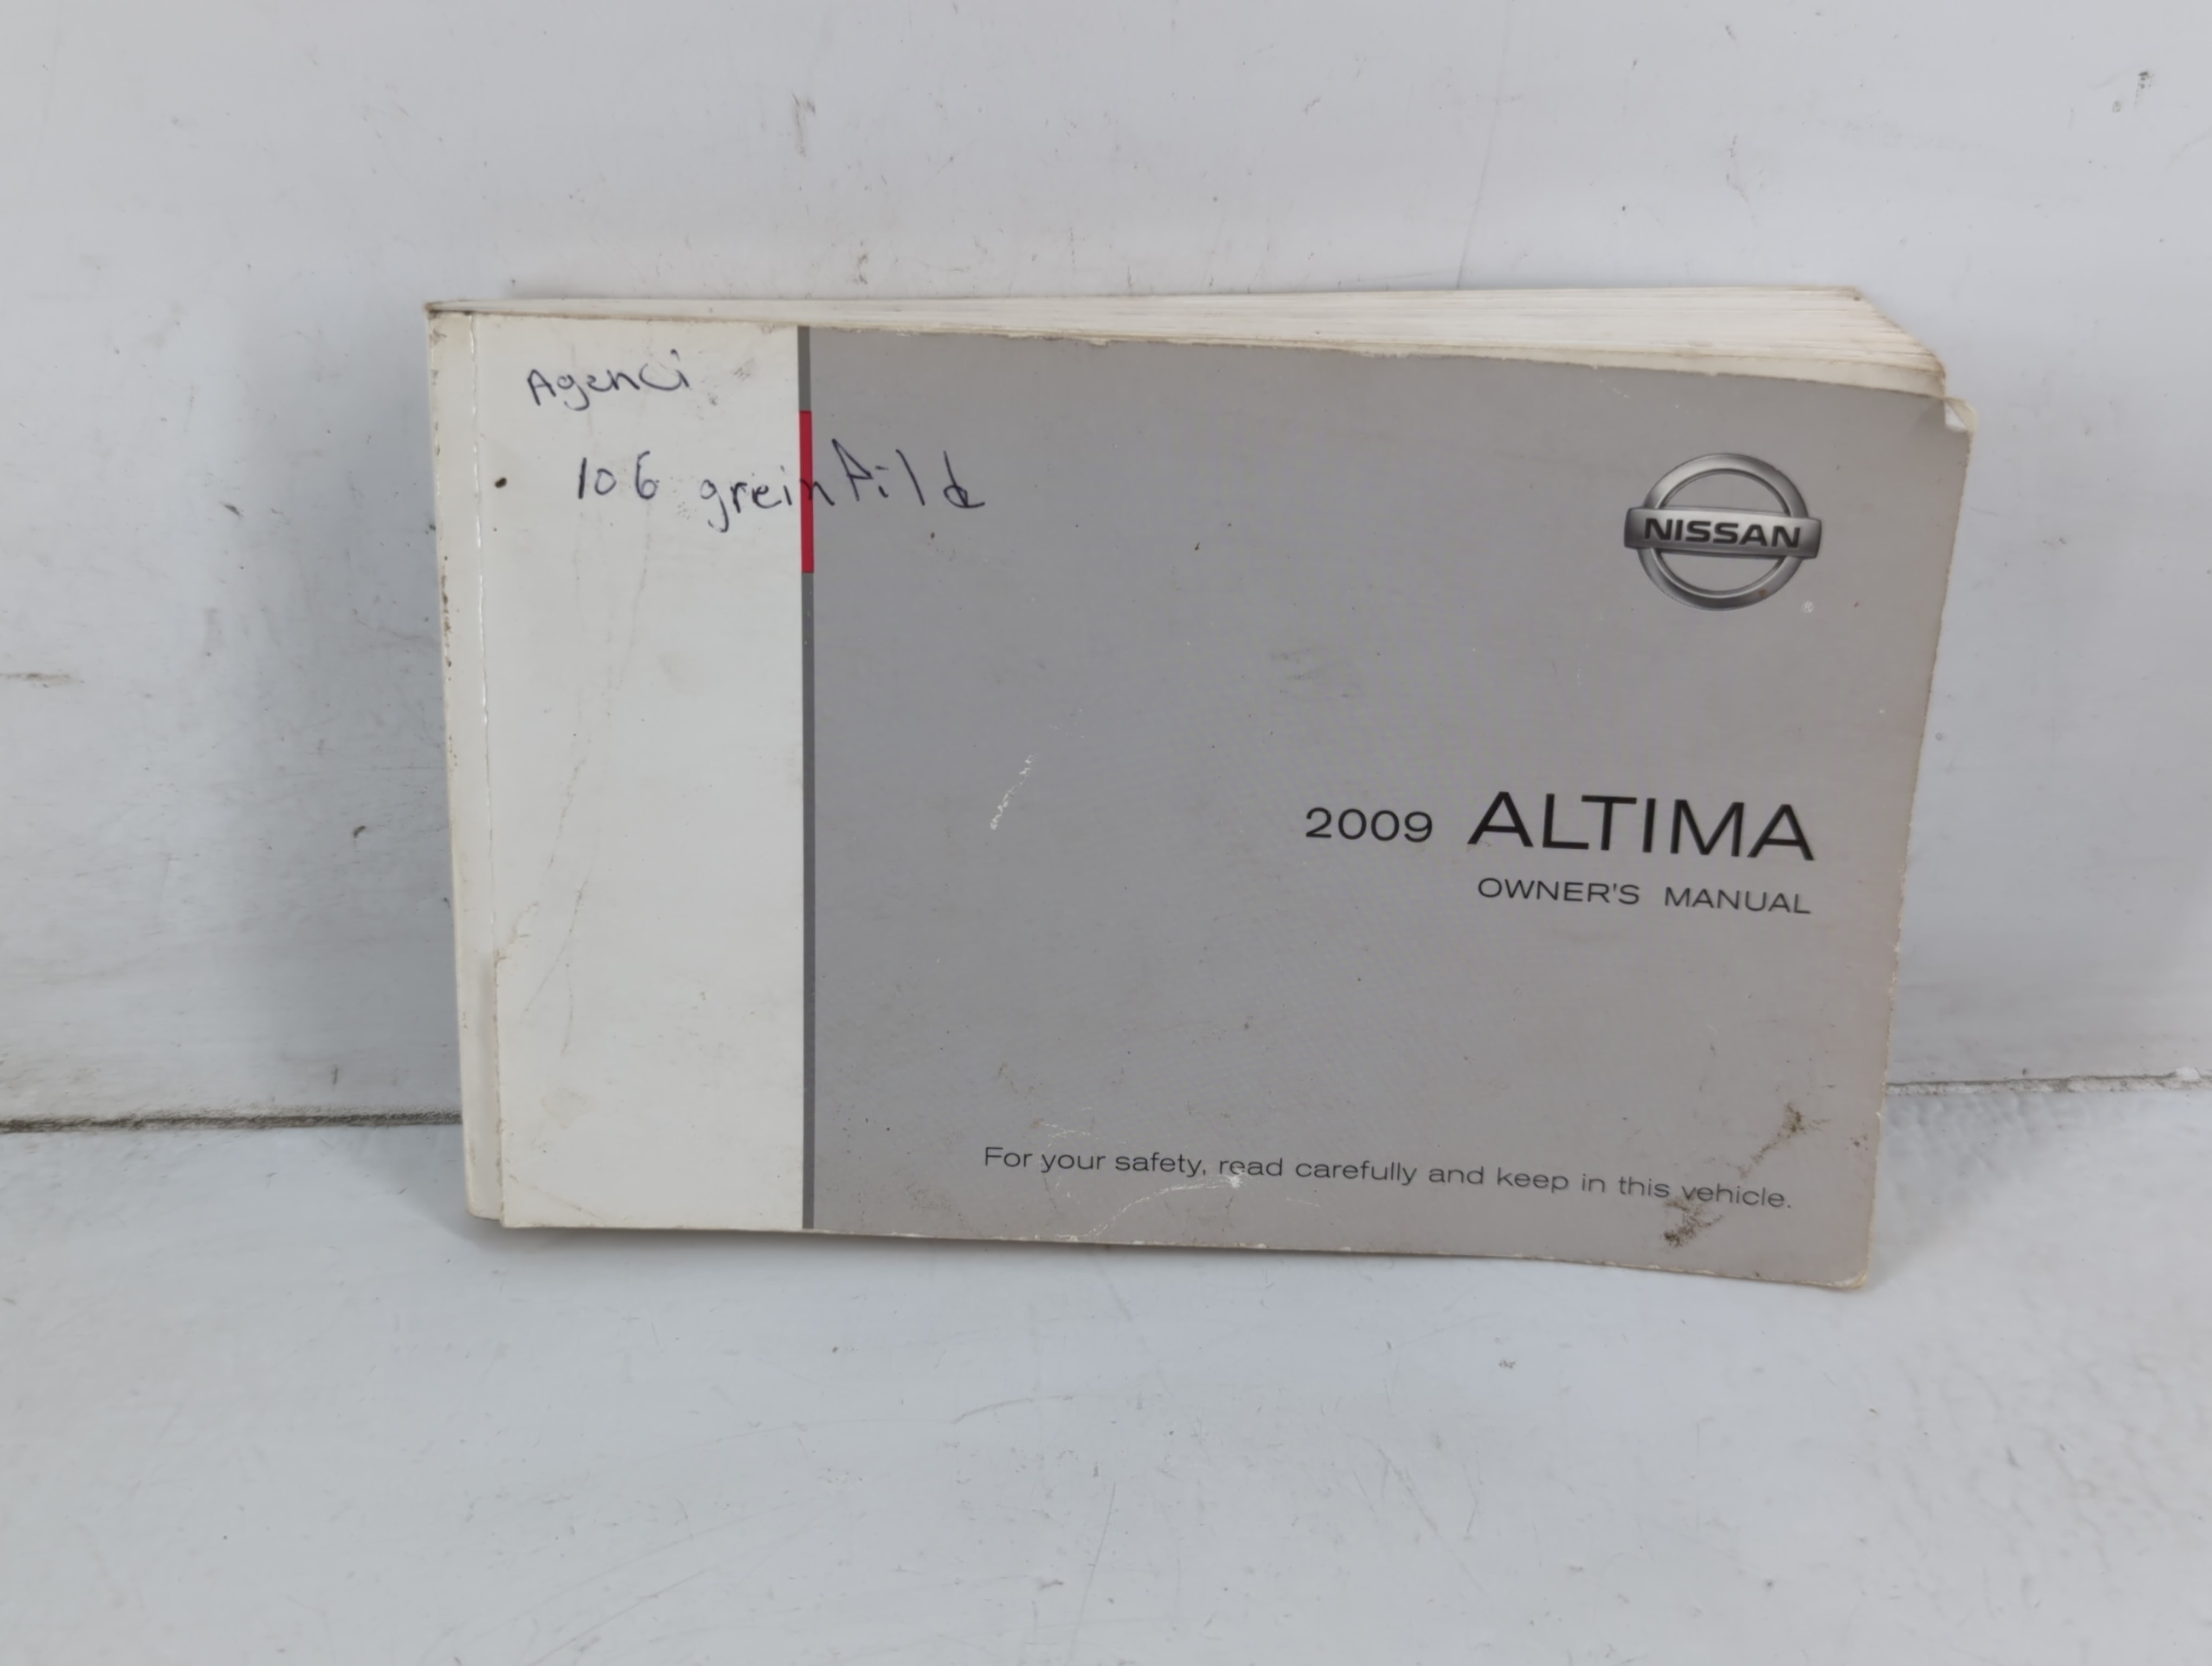 Agenci
106 greinfild
NISSAN
®
2009 ALTIMA
OWNER'S MANUAL
For your safety, read carefully and keep in this vehicle.